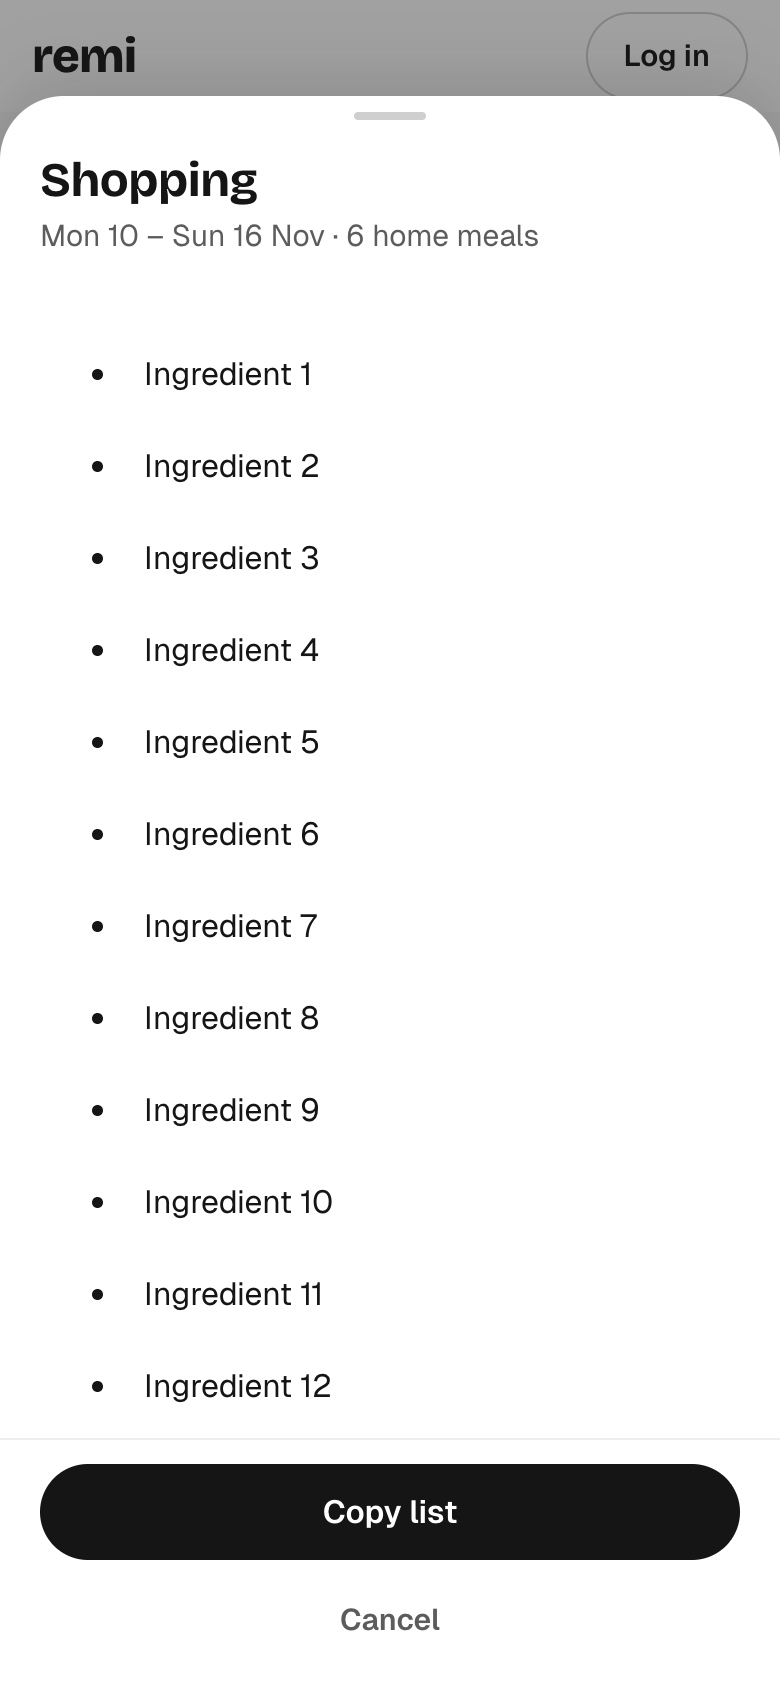 remi
Log in
Shopping
Mon 10 – Sun 16 Nov · 6 home meals
• Ingredient 1
• Ingredient 2
• Ingredient 3
• Ingredient 4
• Ingredient 5
• Ingredient 6
• Ingredient 7
• Ingredient 8
• Ingredient 9
• Ingredient 10
• Ingredient 11
• Ingredient 12
Copy list
Cancel